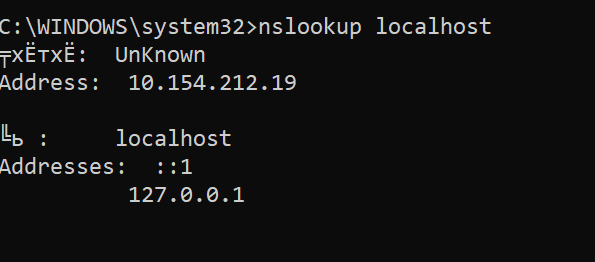 C:\WINDOWS\system32>nslookup localhost
╤хЁтхЁ:  UnKnown
Address:  10.154.212.19
╚ь :     localhost
Addresses:  ::1
          127.0.0.1